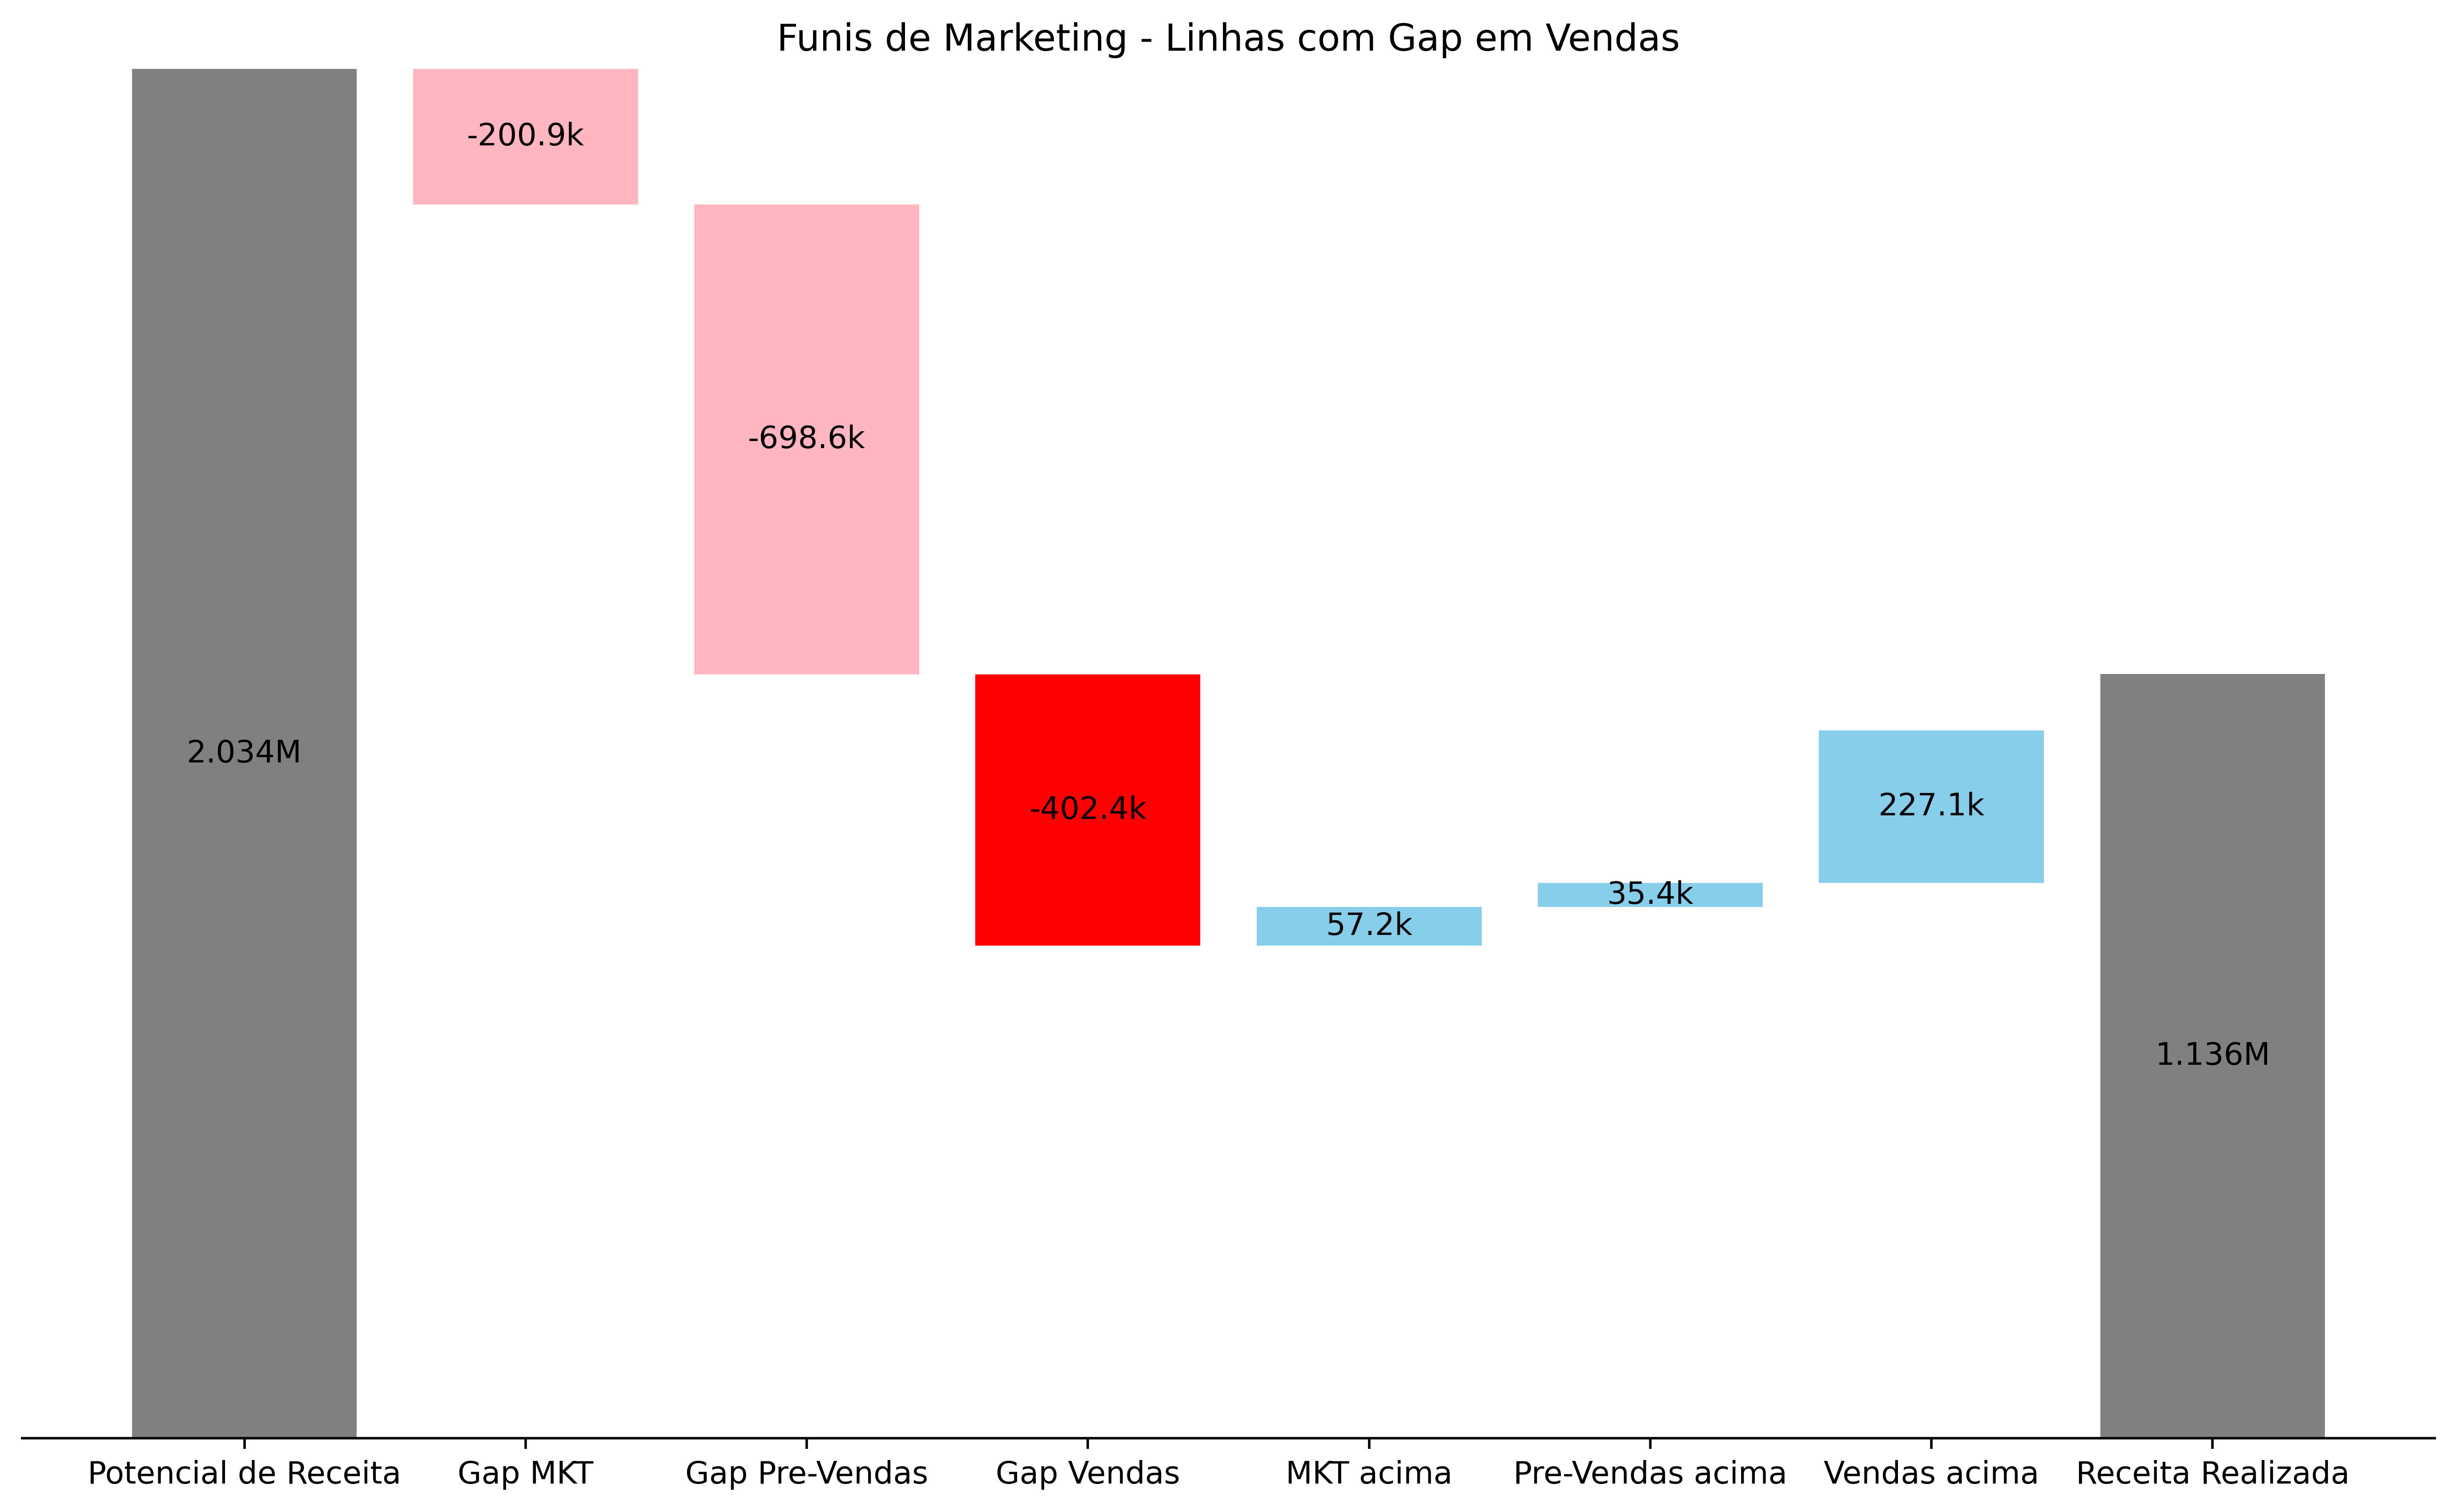 Funis de Marketing - Linhas com Gap em Vendas
-200.9k
-698.6k
2.034M
-402.4k
57.2k
35.4k
227.1k
1.136M
Potencial de Receita Gap MKT Gap Pre-Vendas Gap Vendas MKT acima Pre-Vendas acima Vendas acima Receita Realizada